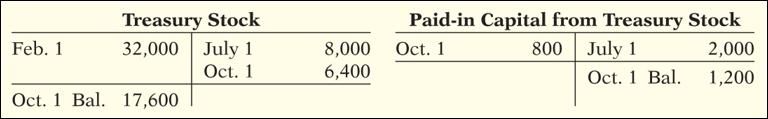 Treasury Stock Paid-in Capital from Treasury Stock
Feb. 1 32,000 July 1 8,000 Oct. 1 800 July 1 2,000
Oct. 1 6,400 Oct. 1 Bal. 1,200
Oct. 1 Bal. 17,600